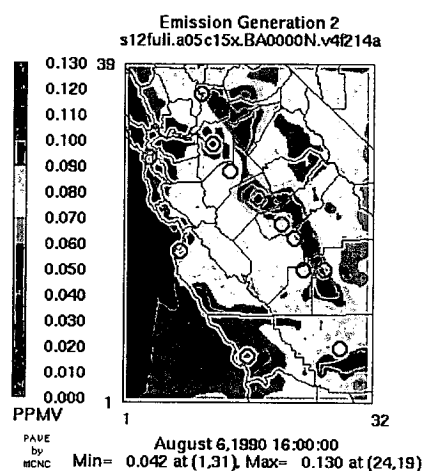 Emission Generation 2
s12fuli.a05c15x.BA0000N.v4f214a
0.130
0.120
0.110
0.100
0.090
0.080
0.070
0.060
0.050
0.040
0.030
0.020
0.010
0.000
PPMV
39
1
1
32
PAVE
by
MCNC
August 6,1990 16:00:00
Min= 0.042 at (1,31), Max= 0.130 at (24,19)